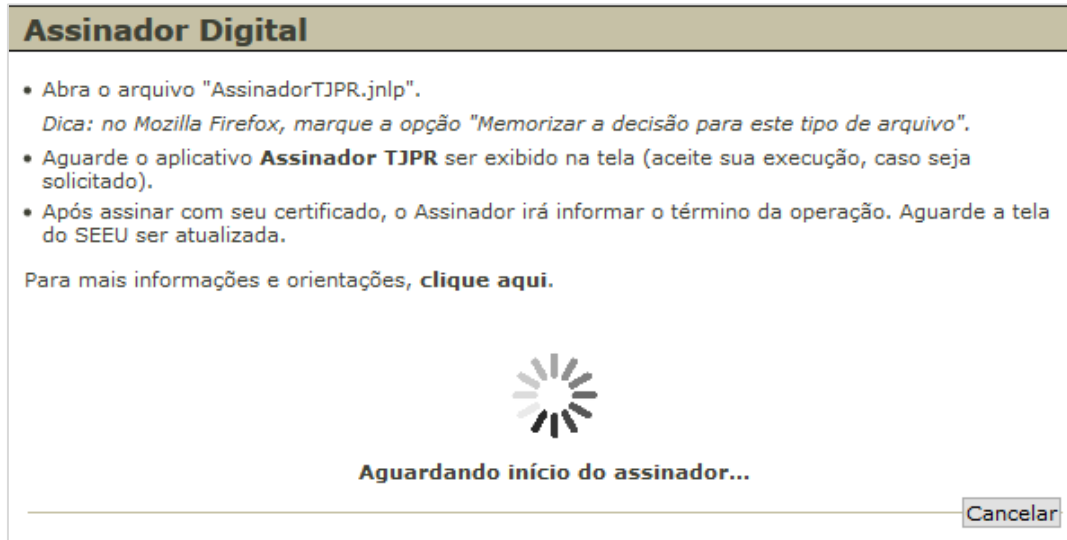 Assinador Digital
• Abra o arquivo "AssinadorTJPR.jnlp".
Dica: no Mozilla Firefox, marque a opção "Memorizar a decisão para este tipo de arquivo".
• Aguarde o aplicativo Assinador TJPR ser exibido na tela (aceite sua execução, caso seja
solicitado).
• Após assinar com seu certificado, o Assinador irá informar o término da operação. Aguarde a tela
do SEEU ser atualizada.
Para mais informações e orientações, clique aqui.
Aguardando início do assinador...
Cancelar